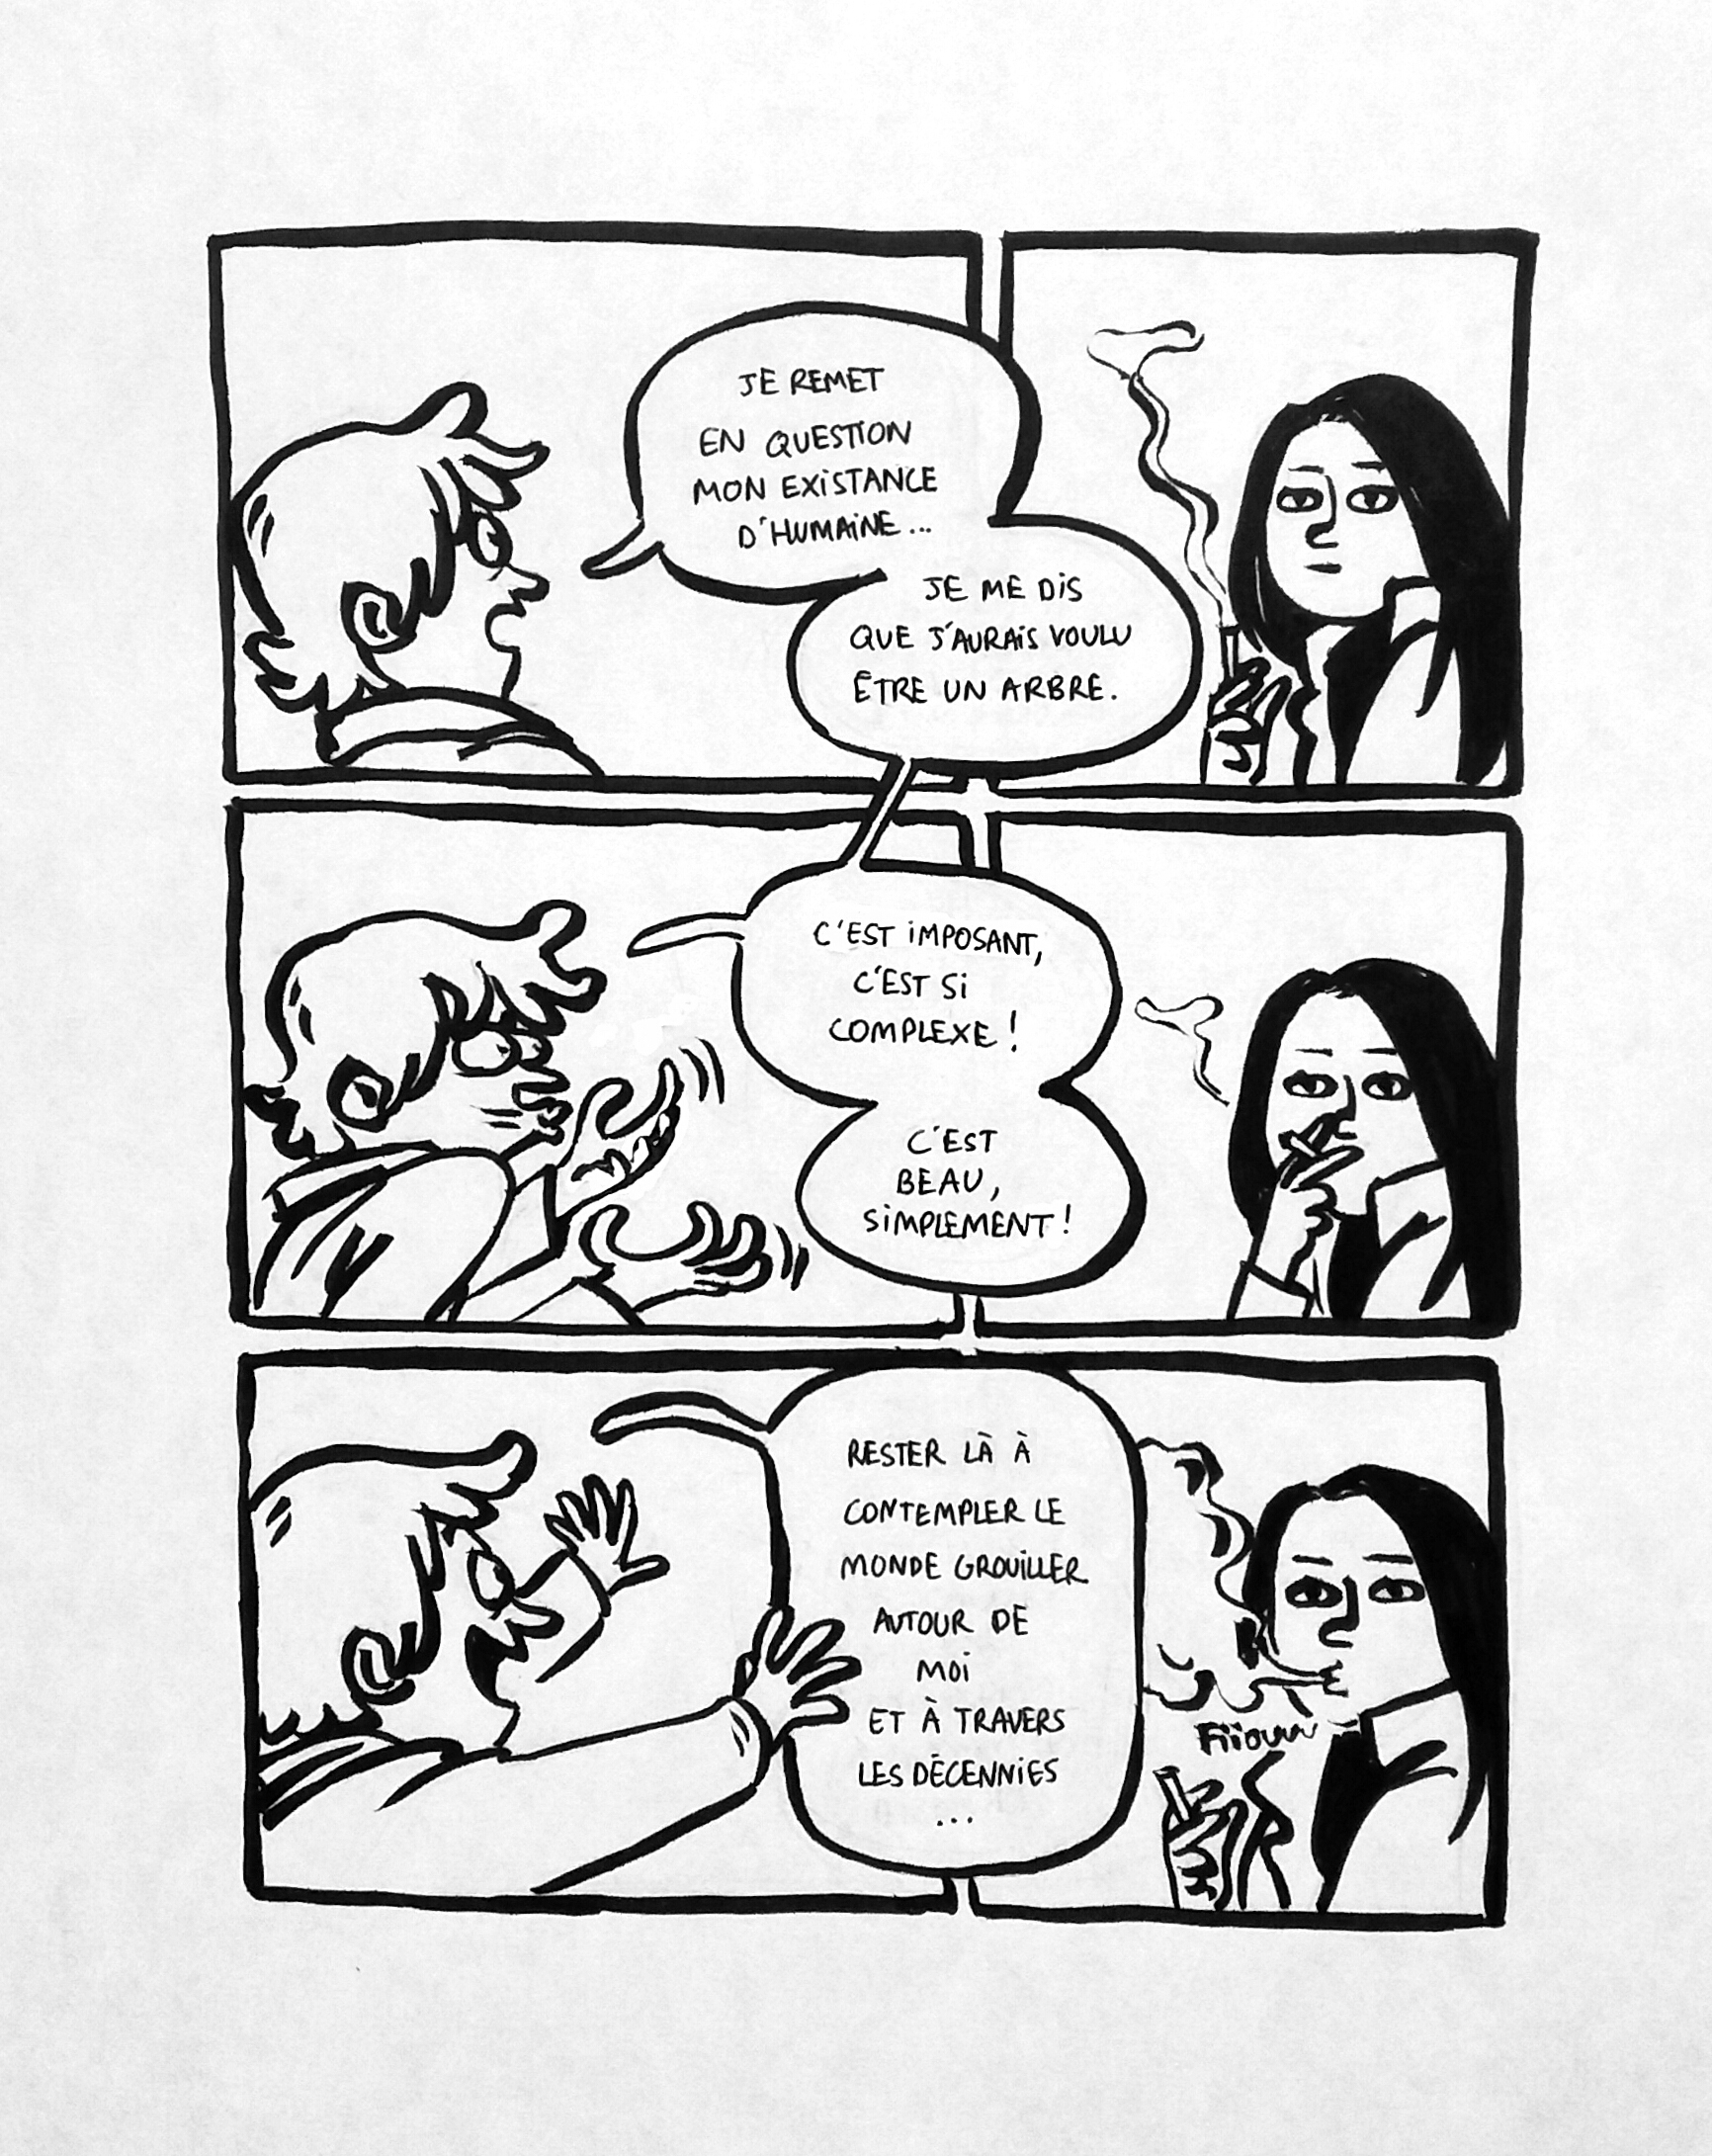 JE REMET
EN QUESTION
MON EXISTANCE
D'HUMAINE...
JE ME DIS
QUE J'AURAIS VOULU
ÊTRE UN ARBRE.
C'EST IMPOSANT,
C'EST SI
COMPLEXE !
C'EST
BEAU,
SIMPLEMENT !
RESTER LÀ À
CONTEMPLER LE
MONDE GROUILLER
AUTOUR DE
MOI
ET À TRAVERS
LES DÉCENNIES
...
Fiiouuu